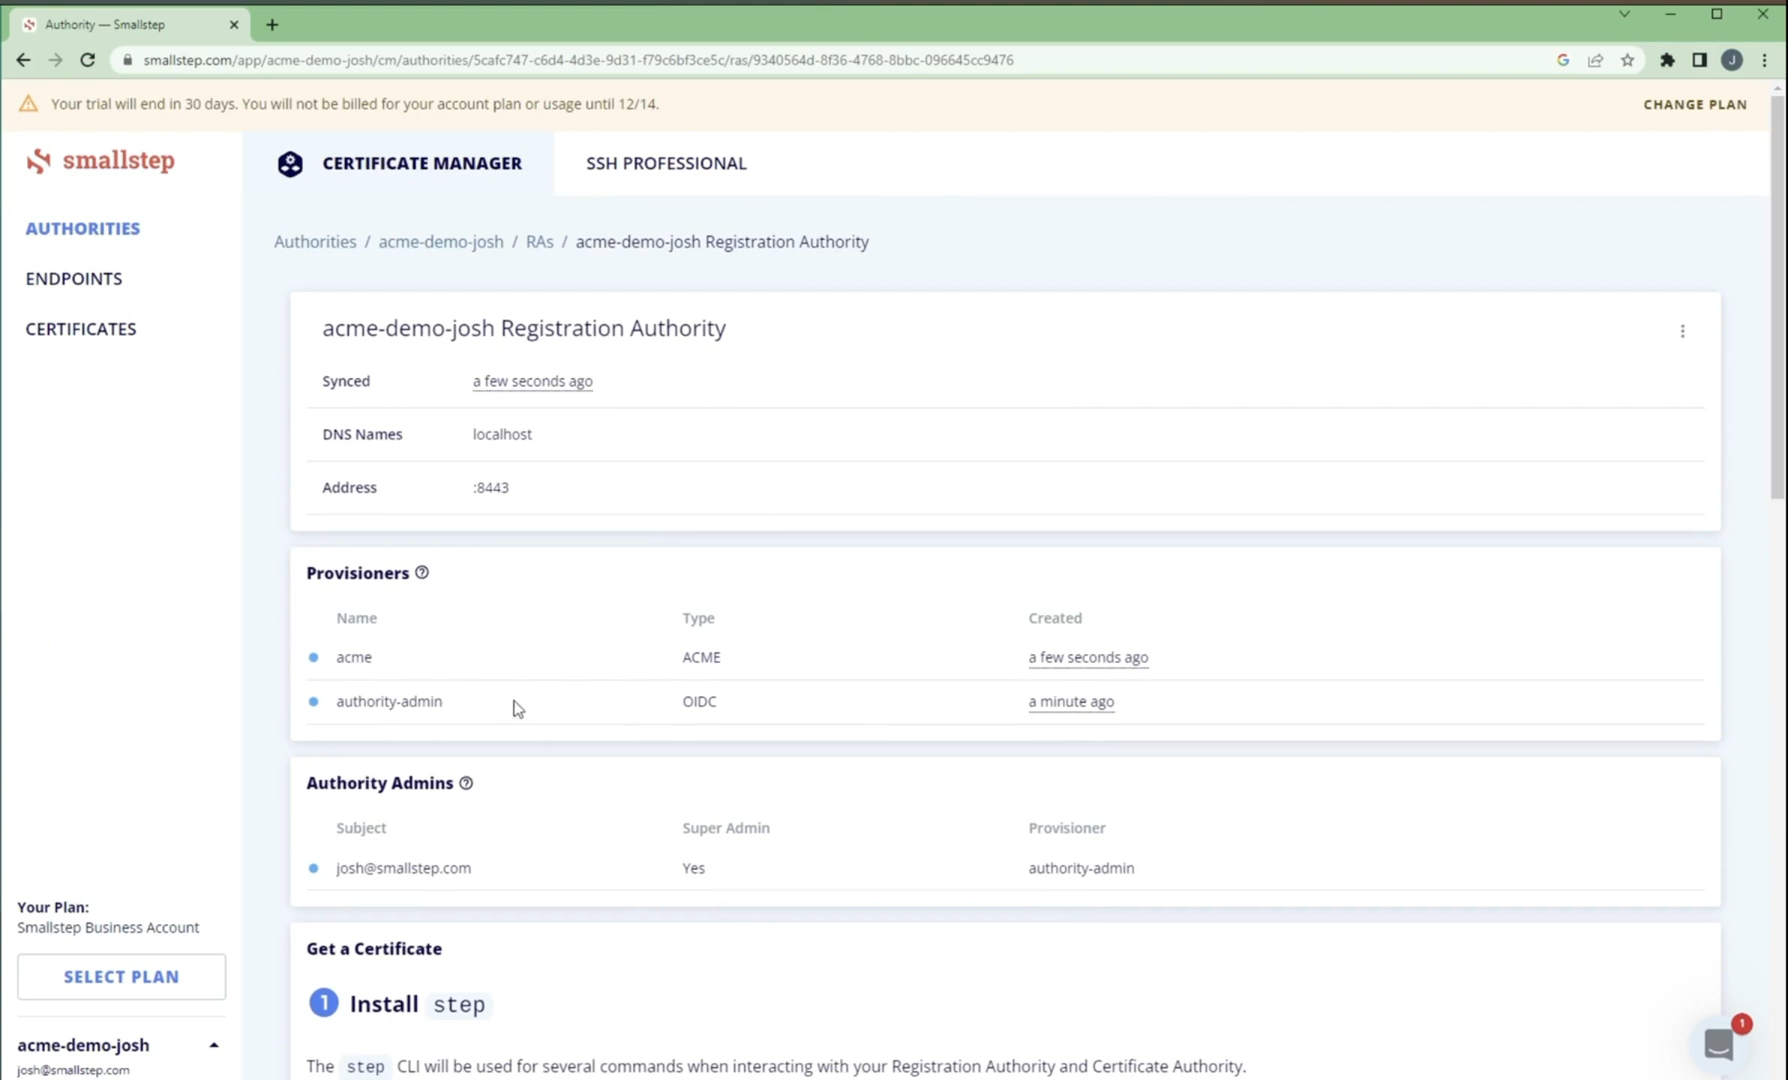 Authority — Smallstep
smallstep.com/app/acme-demo-josh/cm/authorities/5cafc747-c6d4-4d3e-9d31-f79c6bf3ce5c/ras/9340564d-8f36-4768-8bbc-096645cc9476
G
J
Your trial will end in 30 days. You will not be billed for your account plan or usage until 12/14.
CHANGE PLAN
smallstep
CERTIFICATE MANAGER
SSH PROFESSIONAL
AUTHORITIES
ENDPOINTS
CERTIFICATES
Authorities / acme-demo-josh / RAs / acme-demo-josh Registration Authority
acme-demo-josh Registration Authority
Synced a few seconds ago
DNS Names localhost
Address :8443
Provisioners ?
Name Type Created
acme ACME a few seconds ago
authority-admin OIDC a minute ago
Authority Admins ?
Subject Super Admin Provisioner
josh@smallstep.com Yes authority-admin
Get a Certificate
1 Install step
The step CLI will be used for several commands when interacting with your Registration Authority and Certificate Authority.
Your Plan:
Smallstep Business Account
SELECT PLAN
acme-demo-josh
josh@smallstep.com
1